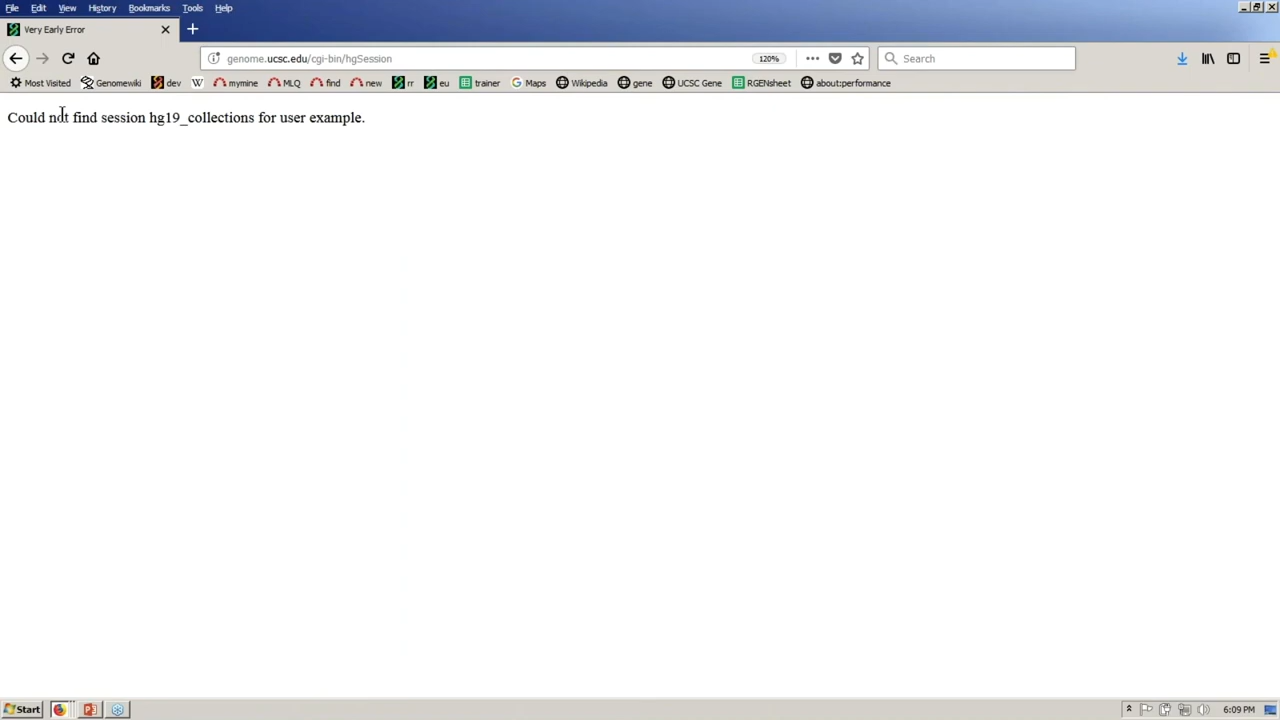 File Edit View History Bookmarks Tools Help
Very Early Error
genome.ucsc.edu/cgi-bin/hgSession 120% Search
Most Visited Genomewiki dev W mymine MLQ find new rr eu trainer Maps Wikipedia gene UCSC Gene RGENsheet about:performance
Could not find session hg19_collections for user example.
Start 6:09 PM